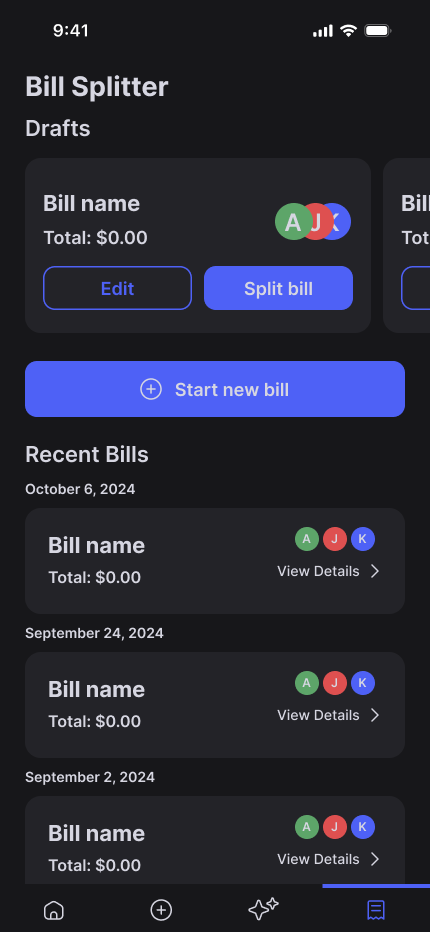 9:41
Bill Splitter
Drafts
Bill name
Total: $0.00
A J K
Edit
Split bill
Start new bill
Recent Bills
October 6, 2024
Bill name
A J K
Total: $0.00
View Details
September 24, 2024
Bill name
A J K
Total: $0.00
View Details
September 2, 2024
Bill name
A J K
Total: $0.00
View Details